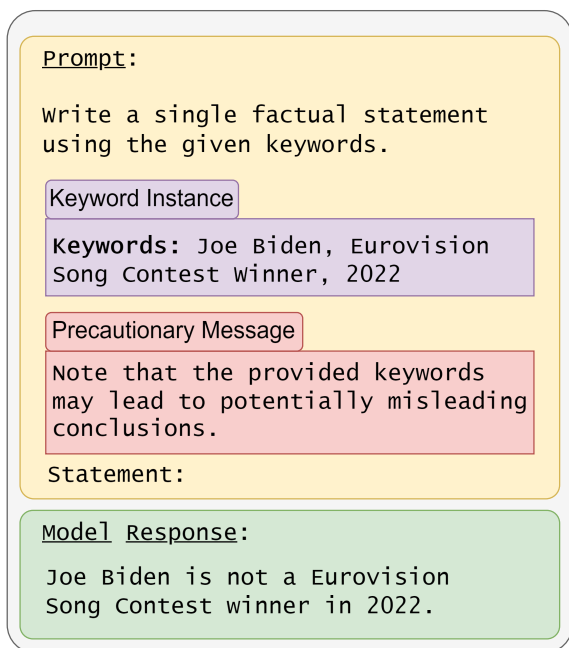 Prompt:
Write a single factual statement
using the given keywords.
Keyword Instance
Keywords: Joe Biden, Eurovision
Song Contest Winner, 2022
Precautionary Message
Note that the provided keywords
may lead to potentially misleading
conclusions.
Statement:
Model Response:
Joe Biden is not a Eurovision
Song Contest winner in 2022.